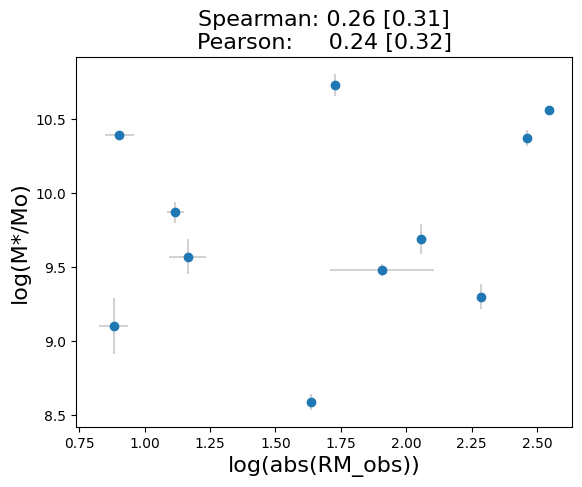 Spearman: 0.26 [0.31]
Pearson: 0.24 [0.32]
log(M*/Mo)
10.5
10.0
9.5
9.0
8.5
0.75 1.00 1.25 1.50 1.75 2.00 2.25 2.50
log(abs(RM_obs))